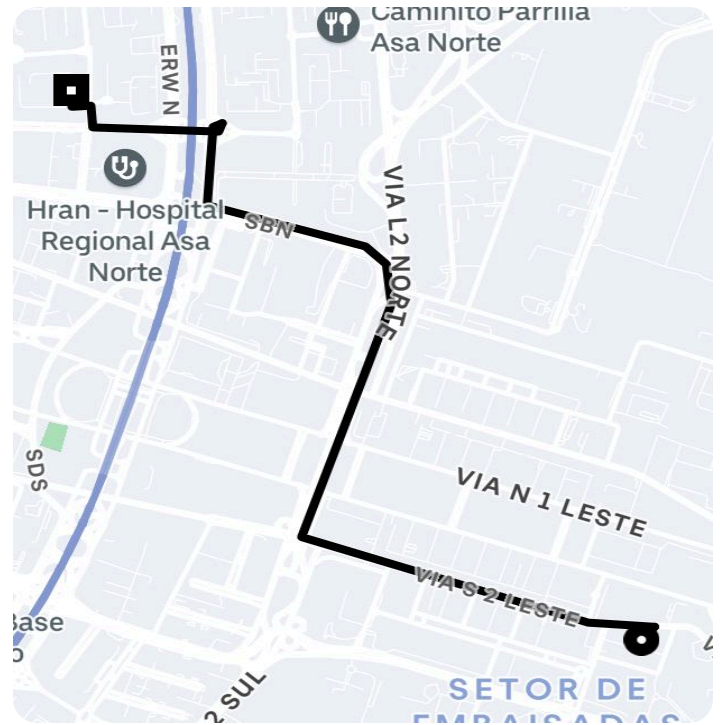 Caminito Parrilla
Asa Norte
ERW N
Hran - Hospital
Regional Asa
Norte
SBN
VIA L2 NORTE
SDS
VIA N 1 LESTE
VIA S 2 LESTE
Base
2 SUL
SETOR DE
EMBAIXADAS